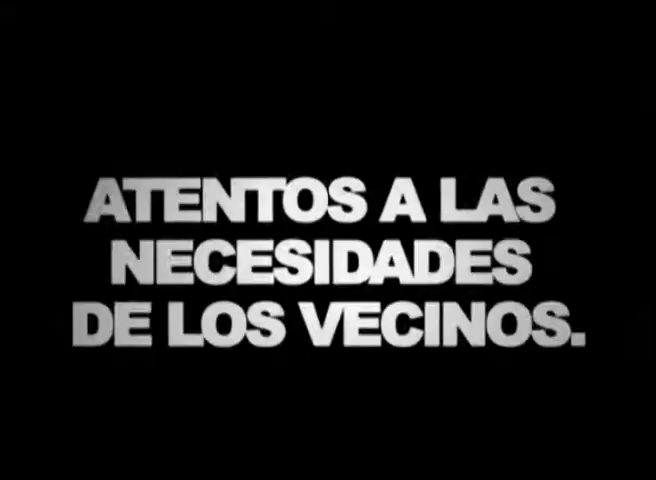 ATENTOS A LAS
NECESIDADES
DE LOS VECINOS.